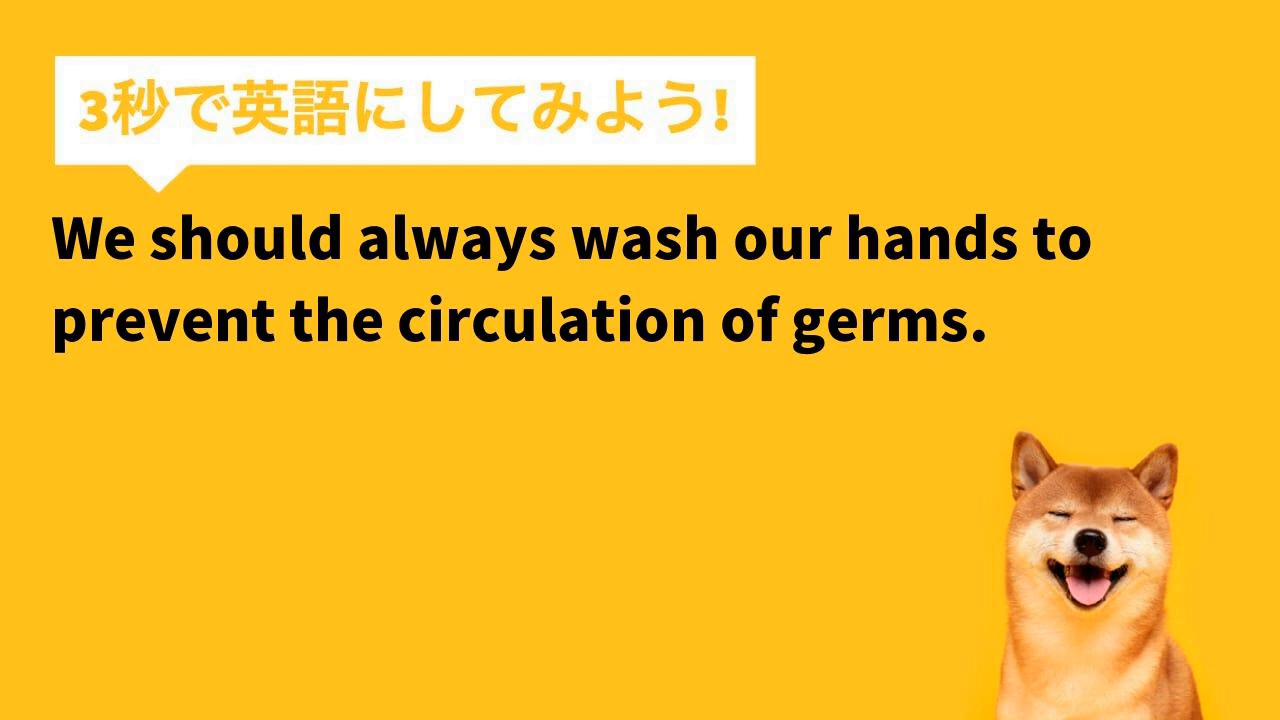 3秒で英語にしてみよう!
We should always wash our hands to
prevent the circulation of germs.